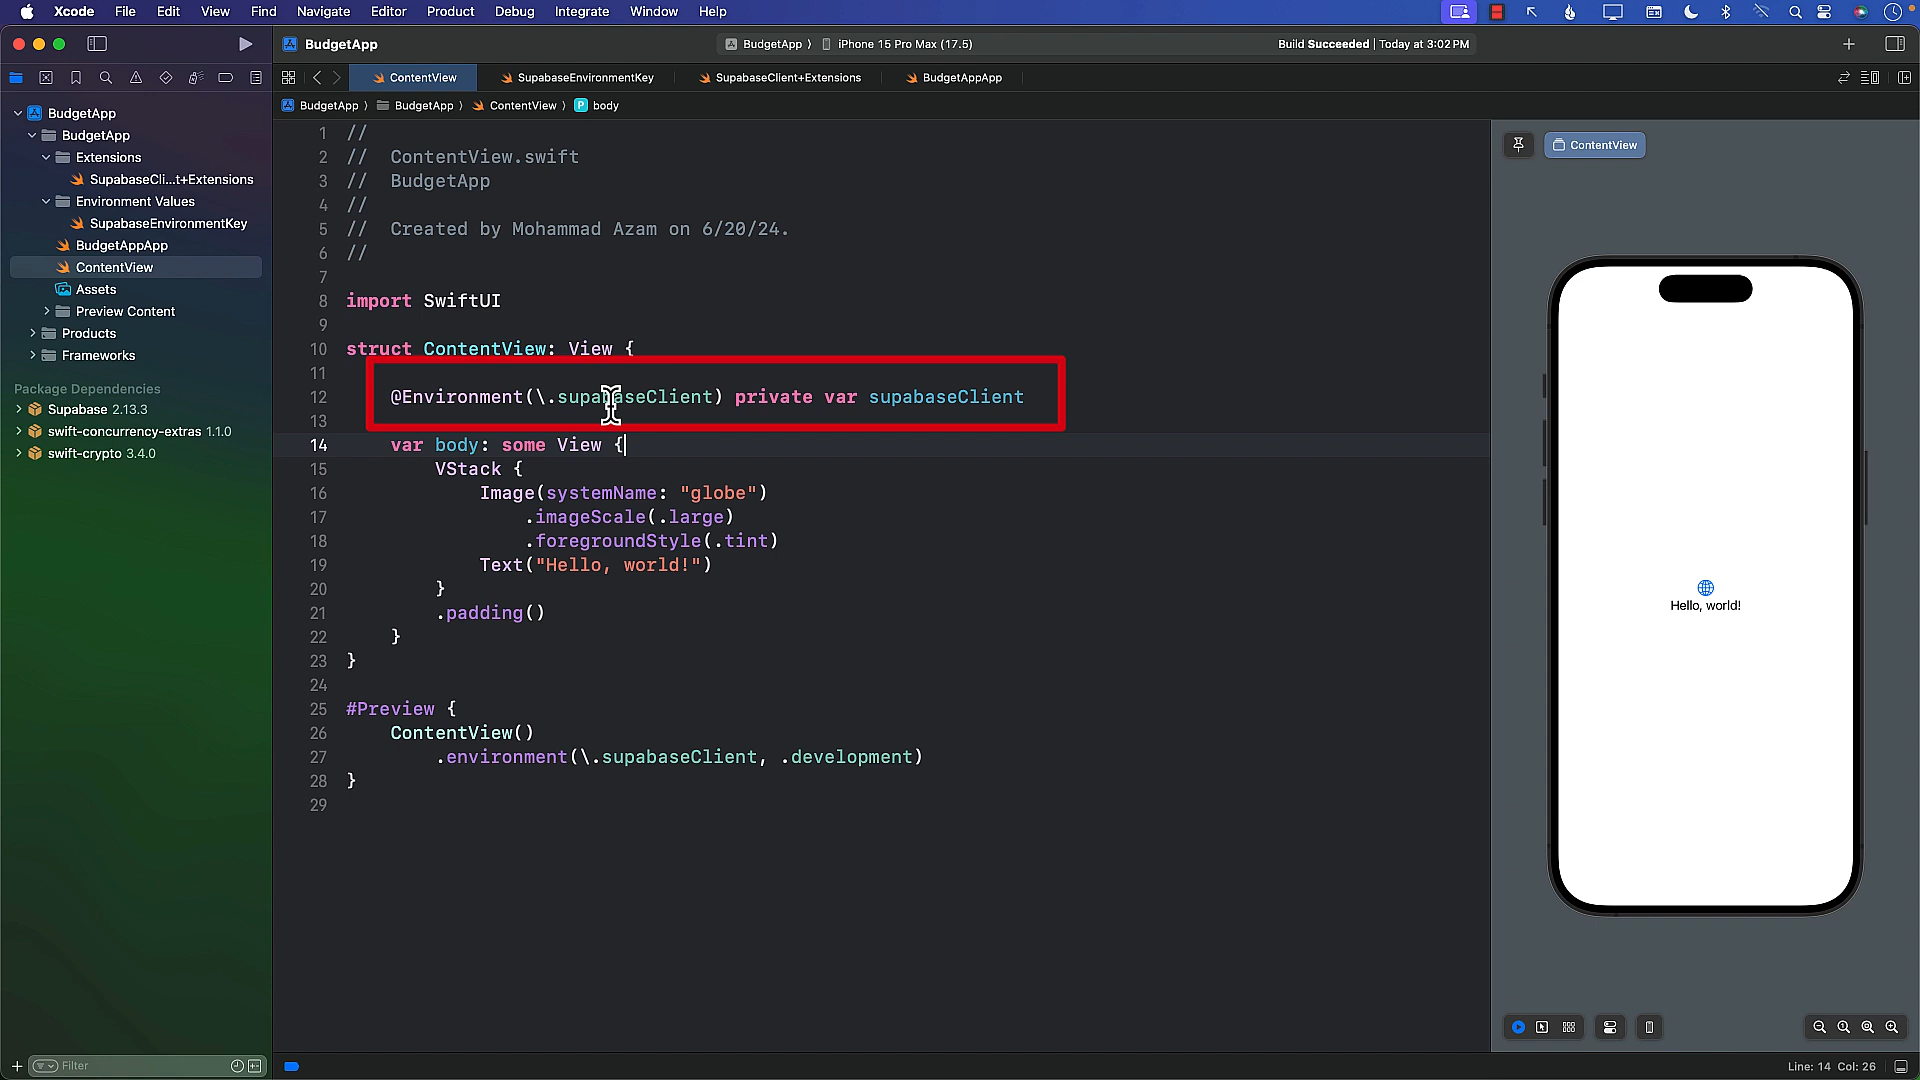 Xcode File Edit View Find Navigate Editor Product Debug Integrate Window Help
BudgetApp
BudgetApp ⟩ iPhone 15 Pro Max (17.5)
Build Succeeded | Today at 3:02 PM
ContentView SupabaseEnvironmentKey SupabaseClient+Extensions BudgetAppApp
BudgetApp ⟩ BudgetApp ⟩ ContentView ⟩ P body
BudgetApp
BudgetApp
Extensions
SupabaseCli...t+Extensions
Environment Values
SupabaseEnvironmentKey
BudgetAppApp
ContentView
Assets
Preview Content
Products
Frameworks
Package Dependencies
Supabase 2.13.3
swift-concurrency-extras 1.1.0
swift-crypto 3.4.0
Filter
1 //
2 // ContentView.swift
3 // BudgetApp
4 //
5 // Created by Mohammad Azam on 6/20/24.
6 //
7
8 import SwiftUI
9
10 struct ContentView: View {
11
12 @Environment(\.supabaseClient) private var supabaseClient
13
14 var body: some View {
15 VStack {
16 Image(systemName: "globe")
17 .imageScale(.large)
18 .foregroundStyle(.tint)
19 Text("Hello, world!")
20 }
21 .padding()
22 }
23 }
24
25 #Preview {
26 ContentView()
27 .environment(\.supabaseClient, .development)
28 }
29
ContentView
Hello, world!
Line: 14 Col: 26